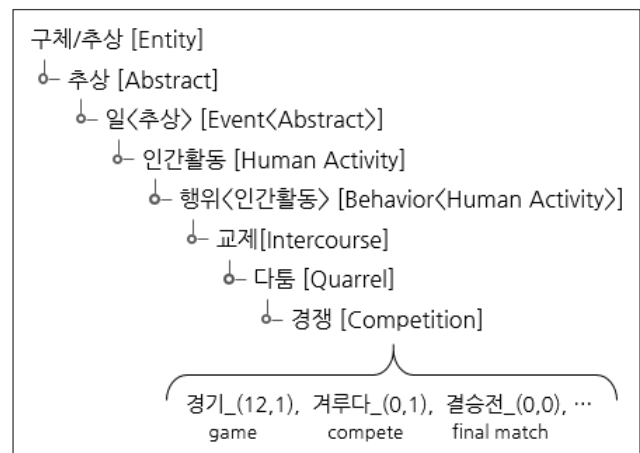 구체/추상 [Entity]
추상 [Abstract]
일〈추상〉 [Event〈Abstract〉]
인간활동 [Human Activity]
행위〈인간활동〉 [Behavior〈Human Activity〉]
교제[Intercourse]
다툼 [Quarrel]
경쟁 [Competition]
경기_(12,1), 겨루다_(0,1), 결승전_(0,0), ···
game compete final match